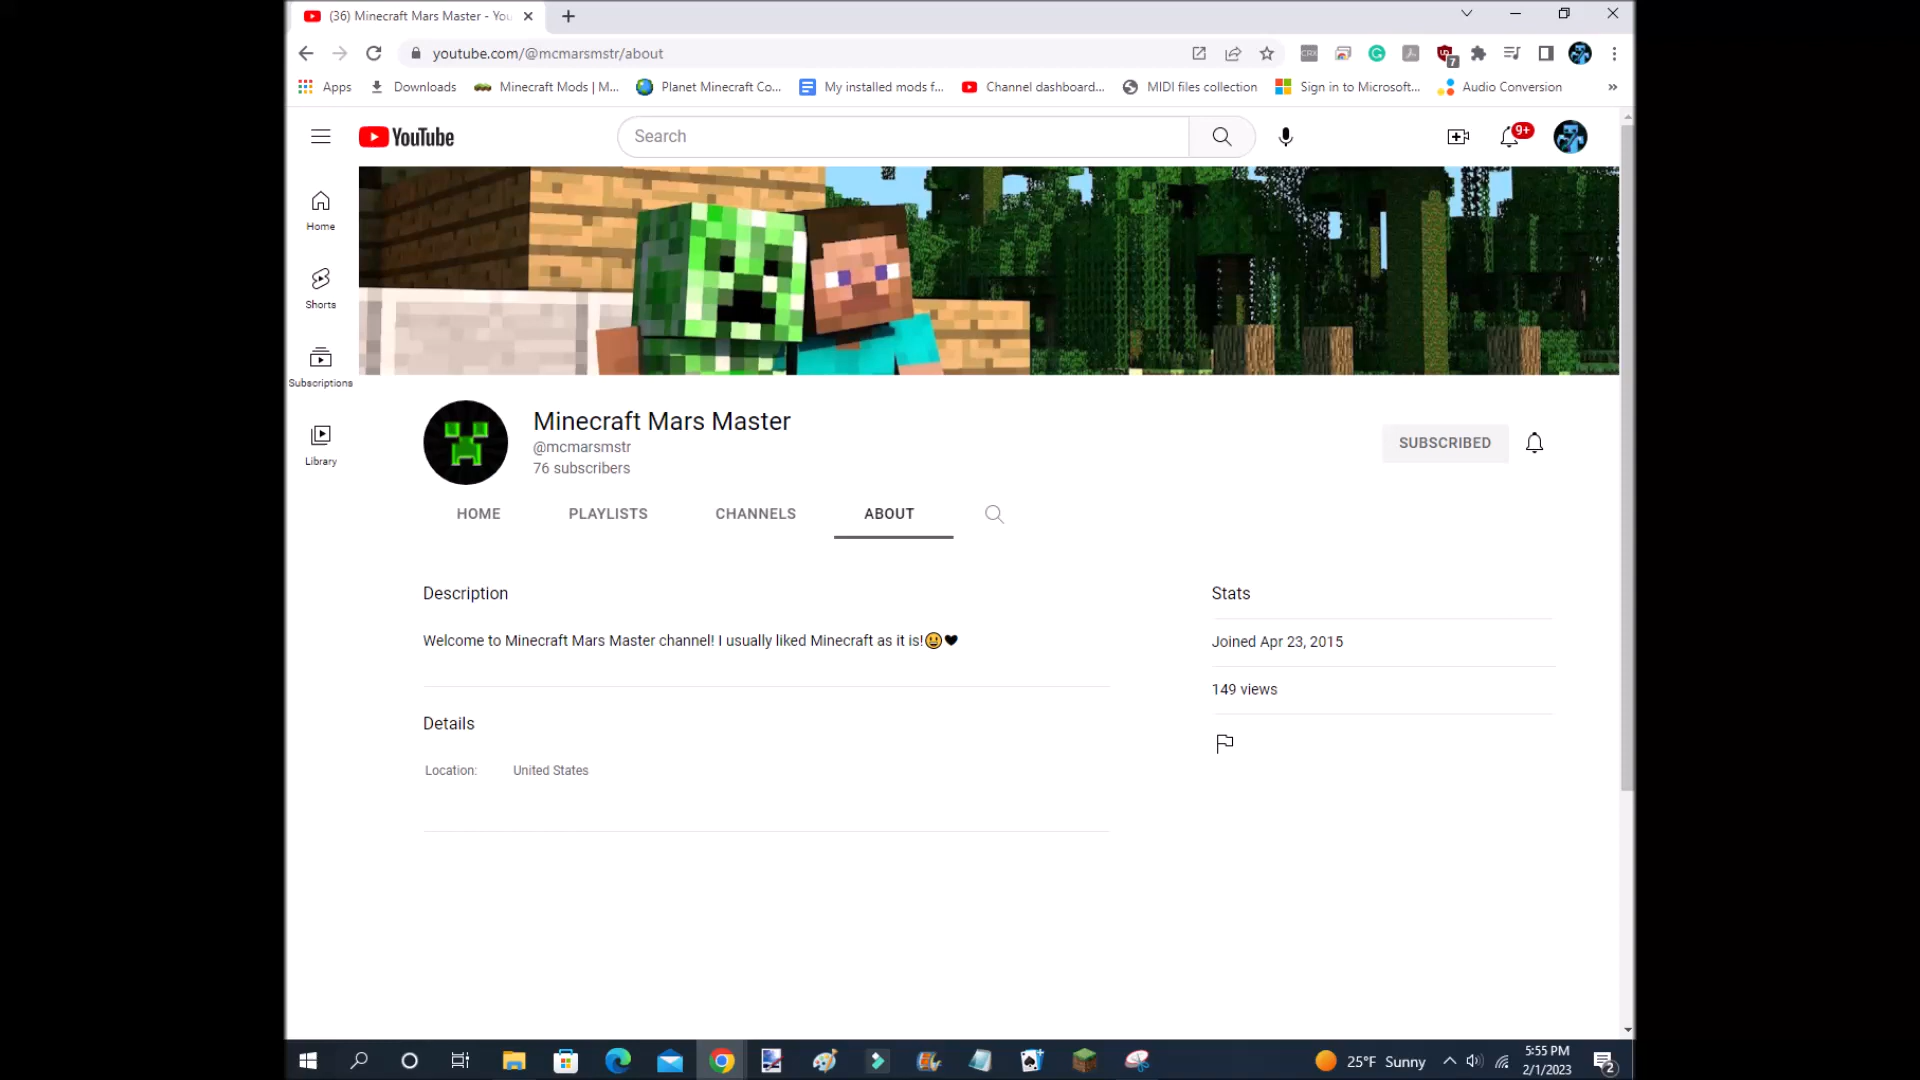 (36) Minecraft Mars Master - You
youtube.com/@mcmarsmstr/about
CRX
7
Apps
Downloads
Minecraft Mods | M...
Planet Minecraft Co...
My installed mods f...
Channel dashboard...
MIDI files collection
Sign in to Microsoft...
Audio Conversion
»
YouTube
Search
9+
Home
Shorts
Subscriptions
Library
Minecraft Mars Master
@mcmarsmstr
76 subscribers
SUBSCRIBED
HOME PLAYLISTS CHANNELS ABOUT
Description
Welcome to Minecraft Mars Master channel! I usually liked Minecraft as it is!😀🖤
Details
Location: United States
Stats
Joined Apr 23, 2015
149 views
25°F Sunny
5:55 PM
2/1/2023
2